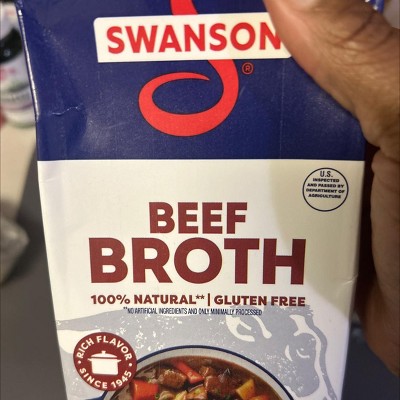 SWANSON
®
U.S.
INSPECTED
AND PASSED BY
DEPARTMENT OF
AGRICULTURE
BEEF
BROTH
100% NATURAL** | GLUTEN FREE
**NO ARTIFICIAL INGREDIENTS AND ONLY MINIMALLY PROCESSED
• RICH FLAVOR •
SINCE 1945